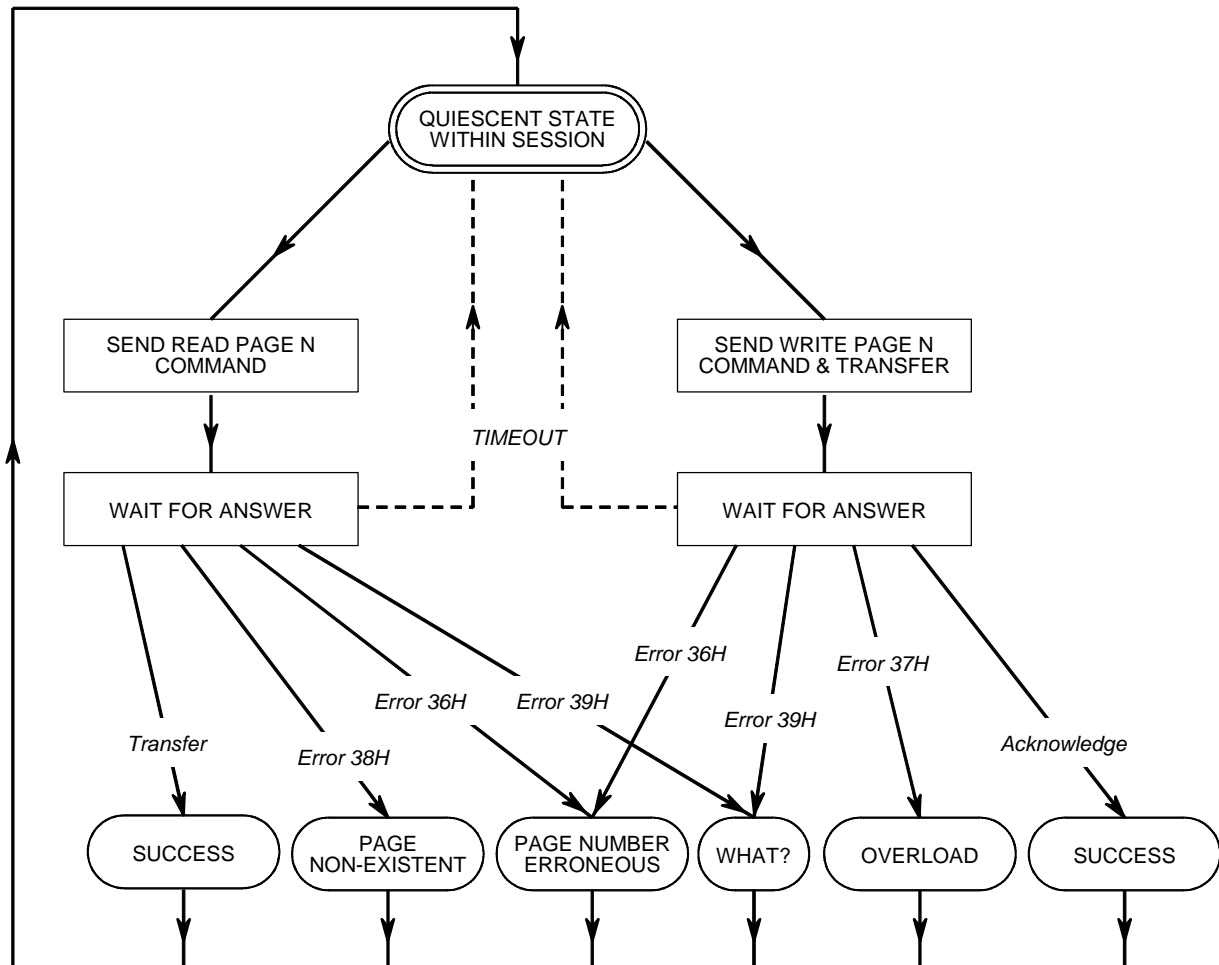 QUIESCENT STATE
WITHIN SESSION
SEND READ PAGE N
COMMAND
SEND WRITE PAGE N
COMMAND & TRANSFER
TIMEOUT
WAIT FOR ANSWER
WAIT FOR ANSWER
Error 36H
Error 37H
Error 36H
Error 39H
Error 39H
Transfer
Error 38H
Acknowledge
SUCCESS
PAGE
NON-EXISTENT
PAGE NUMBER
ERRONEOUS
WHAT?
OVERLOAD
SUCCESS